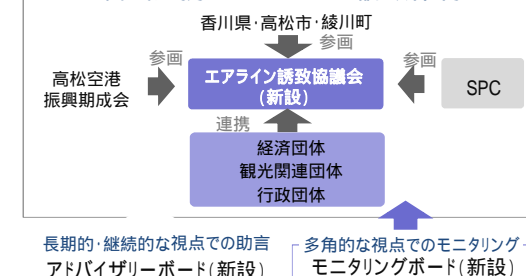 香川県・高松市・綾川町
参画
参画
参画
高松空港
振興期成会
エアライン誘致協議会
(新設)
SPC
連携
経済団体
観光関連団体
行政団体
長期的・継続的な視点での助言
アドバイザリーボード(新設)
多角的な視点でのモニタリング
モニタリングボード(新設)